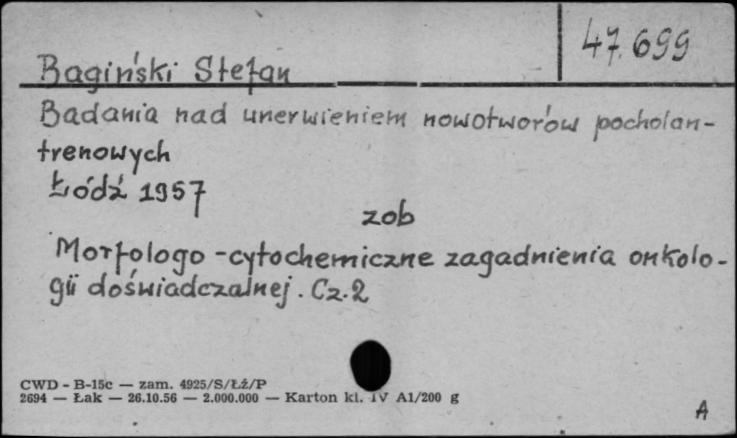 47.699
Bagiński Stefan
Badania nad unerwieniem nowotworów pocholan-
trenowych
Łódź 1957
zob
Morfologo-cytochemiczne zagadnienia onkolo-
gii doświadczalnej. Cz. 2
CWD - B-15c — zam. 4925/S/Łż/P
2694 — Łak — 26.10.56 — 2.000.000 — Karton kl. IV A1/200 g
A